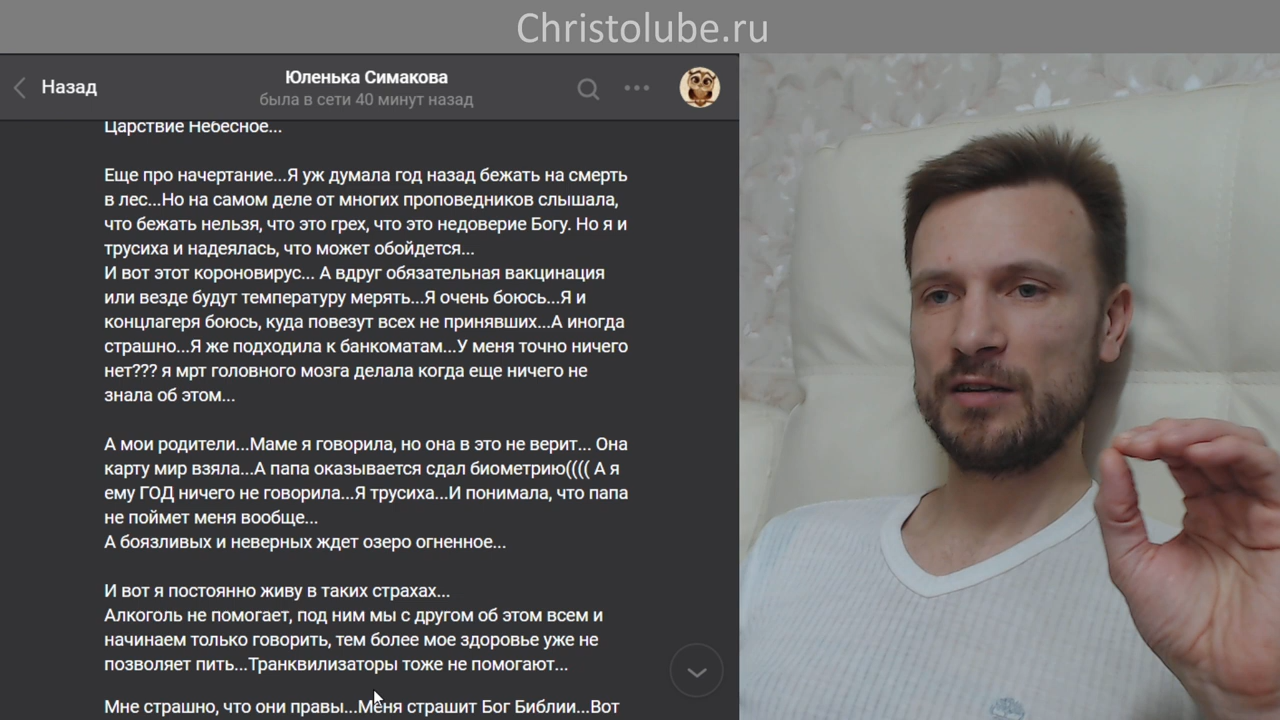 Christolube.ru
Назад
Юленька Симакова
была в сети 40 минут назад
Царствие Небесное...
Еще про начертание...Я уж думала год назад бежать на смерть
в лес...Но на самом деле от многих проповедников слышала,
что бежать нельзя, что это грех, что это недоверие Богу. Но я и
трусиха и надеялась, что может обойдется...
И вот этот короновирус... А вдруг обязательная вакцинация
или везде будут температуру мерять...Я очень боюсь...Я и
концлагеря боюсь, куда повезут всех не принявших...А иногда
страшно...Я же подходила к банкоматам...У меня точно ничего
нет??? я мрт головного мозга делала когда еще ничего не
знала об этом...
А мои родители...Маме я говорила, но она в это не верит... Она
карту мир взяла...А папа оказывается сдал биометрию(((( А я
ему ГОД ничего не говорила...Я трусиха...И понимала, что папа
не поймет меня вообще...
А боязливых и неверных ждет озеро огненное...
И вот я постоянно живу в таких страхах...
Алкоголь не помогает, под ним мы с другом об этом всем и
начинаем только говорить, тем более мое здоровье уже не
позволяет пить...Транквилизаторы тоже не помогают...
Мне страшно, что они правы...Меня страшит Бог Библии...Вот